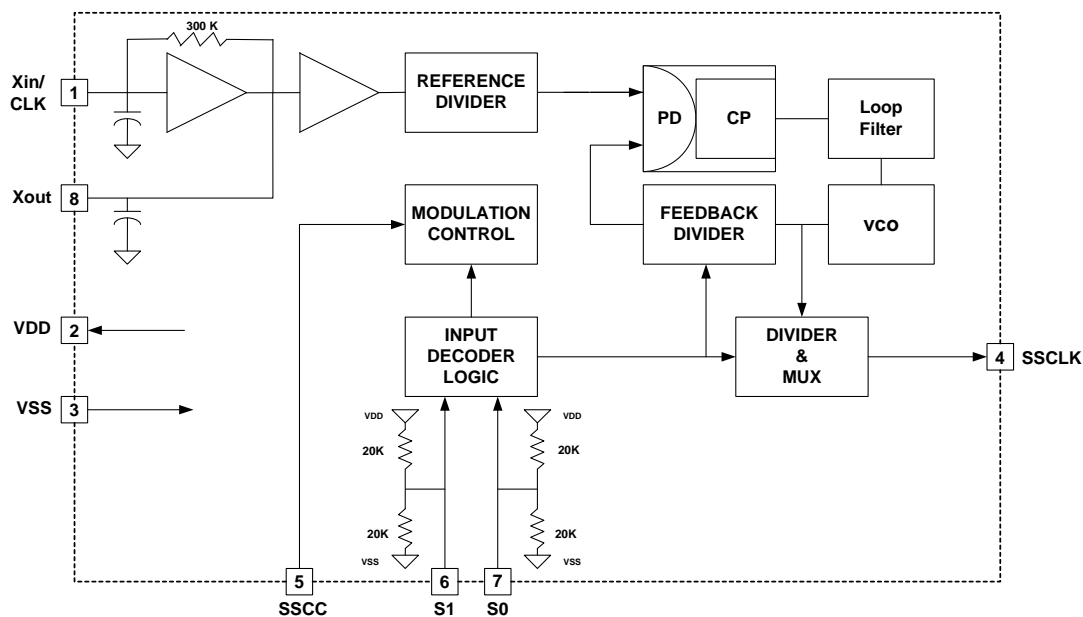 300 K
Xin/
CLK
1
REFERENCE
DIVIDER
PD
CP
Loop
Filter
Xout
8
MODULATION
CONTROL
FEEDBACK
DIVIDER
vco
VDD
2
INPUT
DECODER
LOGIC
DIVIDER
&
MUX
4
SSCLK
VSS
3
VDD
VDD
20K
20K
20K
20K
VSS
VSS
5
6
7
SSCC
S1
S0